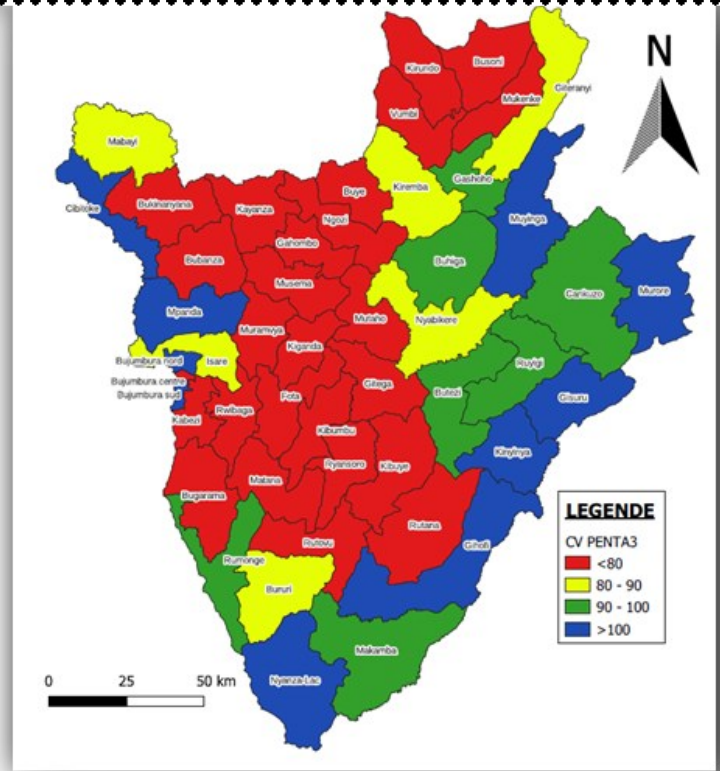 N
Kirundo
Busoni
Giteranyi
Mukenke
Vumbi
Mabayi
Gashoho
Kiremba
Buye
Cibitoke
Bukinanyana
Kayanza
Ngozi
Muyinga
Gahombo
Buhiga
Bubanza
Musema
Cankuzo
Murore
Mpanda
Mutaho
Nyabikere
Muramvya
Kiganda
Bujumbura nord
Isare
Ruyigi
Bujumbura centre
Gitega
Butezi
Bujumbura sud
Fota
Gisuru
Rwibaga
Kabezi
Kibumbu
Kinyinya
Ryansoro
Kibuye
Matana
Bugarama
Rutana
Rutovu
Gihofi
Rumonge
Bururi
Makamba
Nyanza-Lac
LEGENDE
CV PENTA3
<80
80 - 90
90 - 100
>100
0 25 50 km